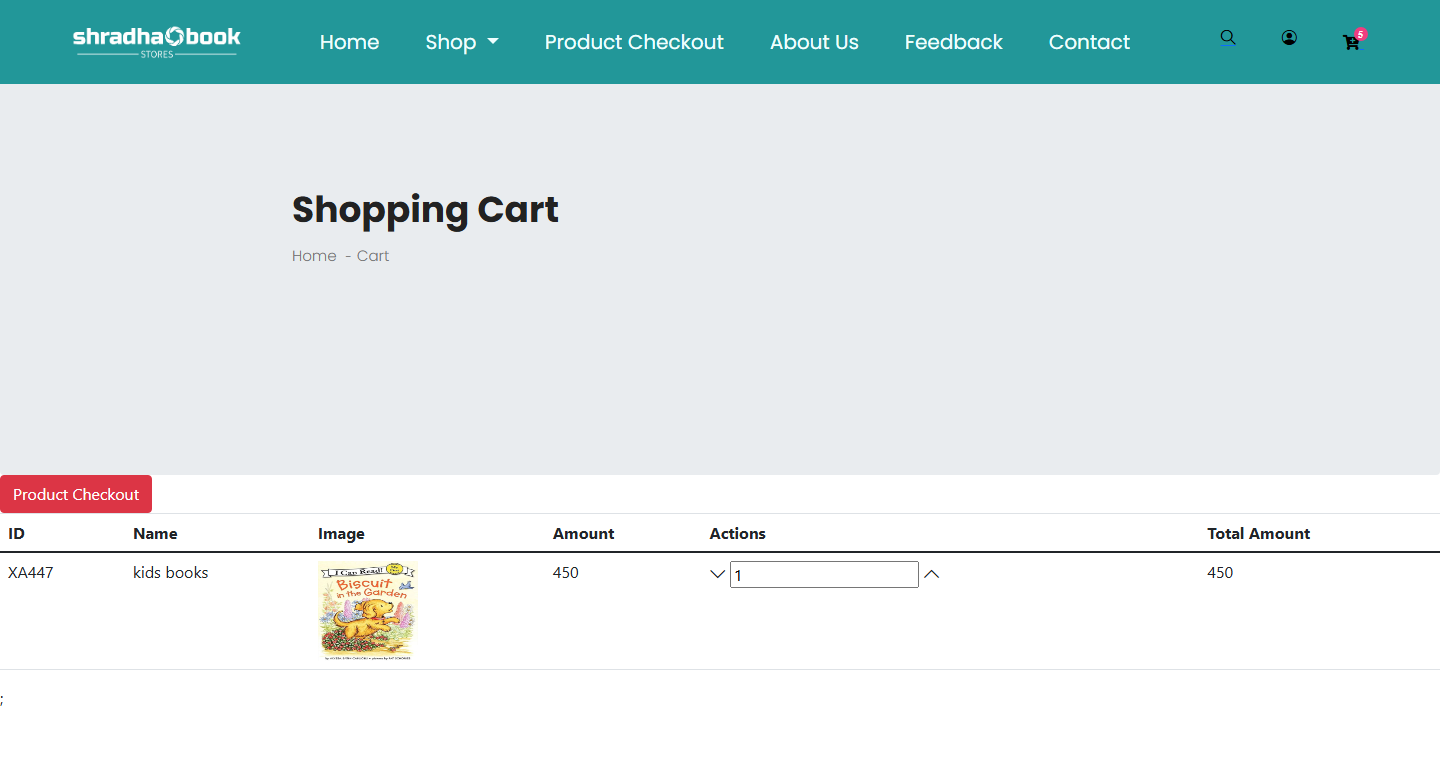 shradha book
STORES
Home Shop Product Checkout About Us Feedback Contact
5
Shopping Cart
Home - Cart
Product Checkout
ID Name Image Amount Actions Total Amount
XA447 kids books 450 1 450
I Can Read!
Biscuit
in the Garden
;